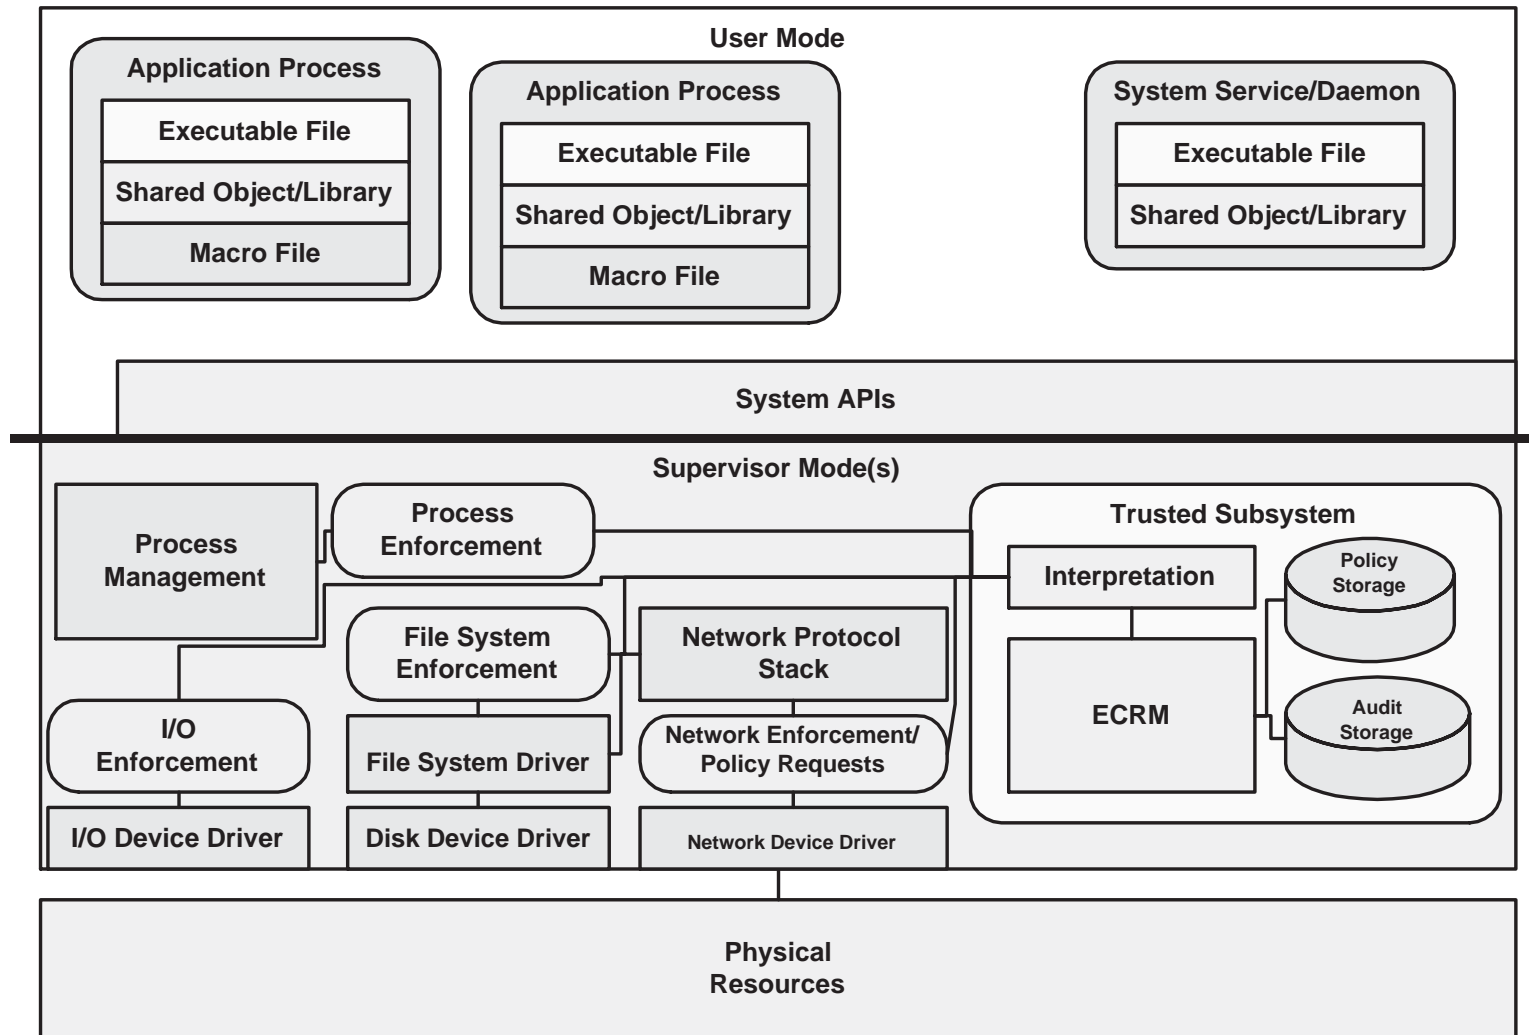 User Mode
Application Process
Executable File
Shared Object/Library
Macro File
Application Process
Executable File
Shared Object/Library
Macro File
System Service/Daemon
Executable File
Shared Object/Library
System APIs
Supervisor Mode(s)
Process
Management
Process
Enforcement
File System
Enforcement
Network Protocol
Stack
I/O
Enforcement
File System Driver
Network Enforcement/
Policy Requests
I/O Device Driver
Disk Device Driver
Network Device Driver
Trusted Subsystem
Interpretation
ECRM
Policy
Storage
Audit
Storage
Physical
Resources